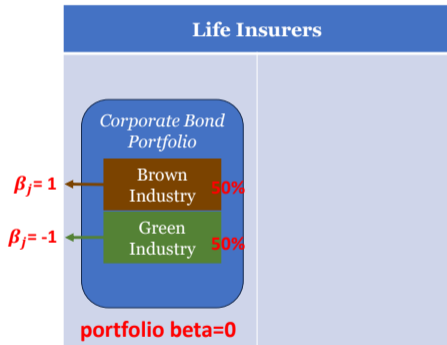 Life Insurers
Corporate Bond
Portfolio
βⱼ= 1
Brown
Industry
50%
βⱼ= -1
Green
Industry
50%
portfolio beta=0